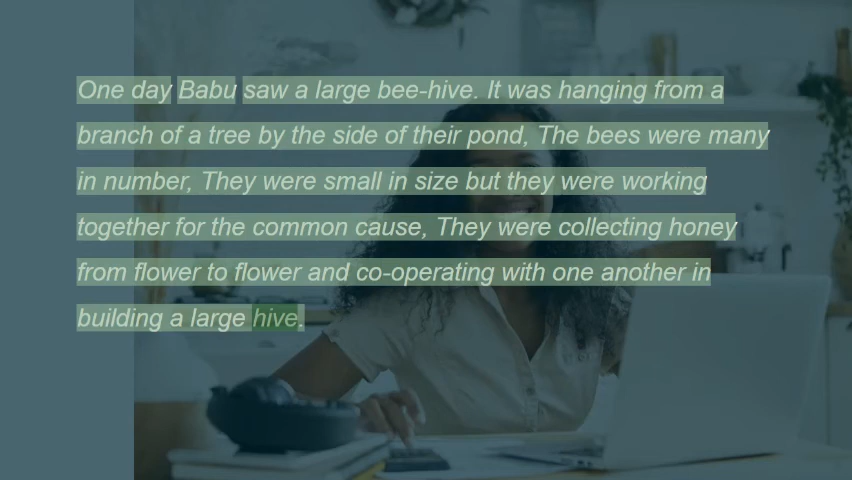 One day Babu saw a large bee-hive. It was hanging from a
branch of a tree by the side of their pond, The bees were many
in number, They were small in size but they were working
together for the common cause, They were collecting honey
from flower to flower and co-operating with one another in
building a large hive.